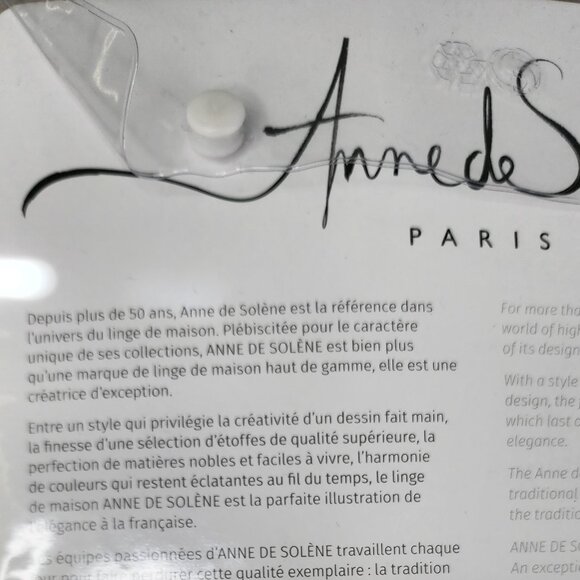 Anne de S
PARIS
Depuis plus de 50 ans, Anne de Solène est la référence dans
l'univers du linge de maison. Plébiscitée pour le caractère
unique de ses collections, ANNE DE SOLÈNE est bien plus
qu'une marque de linge de maison haut de gamme, elle est une
créatrice d'exception.
Entre un style qui privilégie la créativité d'un dessin fait main,
la finesse d'une sélection d'étoffes de qualité supérieure, la
perfection de matières nobles et faciles à vivre, l'harmonie
de couleurs qui restent éclatantes au fil du temps, le linge
de maison ANNE DE SOLÈNE est la parfaite illustration de
l'élégance à la française.
équipes passionnées d'ANNE DE SOLÈNE travaillent chaque
pour faire perdurer cette qualité exemplaire : la tradition
For more tha
world of hig
of its design
With a style
design, the
which last
elegance.
The Anne d
traditional
the traditio
ANNE DE S
An excepti